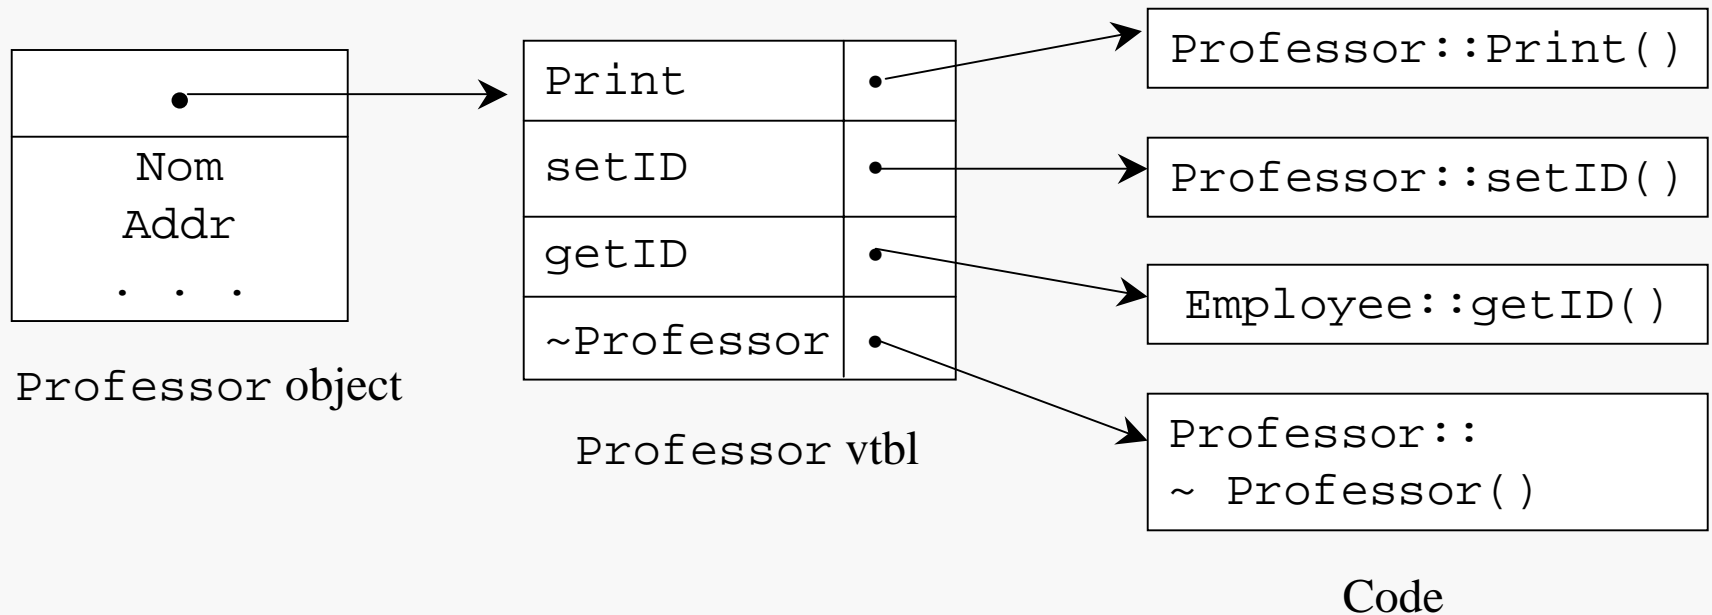 Nom
Addr
. . .
Professor object
Print
setID
getID
~Professor
Professor vtbl
Professor::Print()
Professor::setID()
Employee::getID()
Professor::
~ Professor()
Code